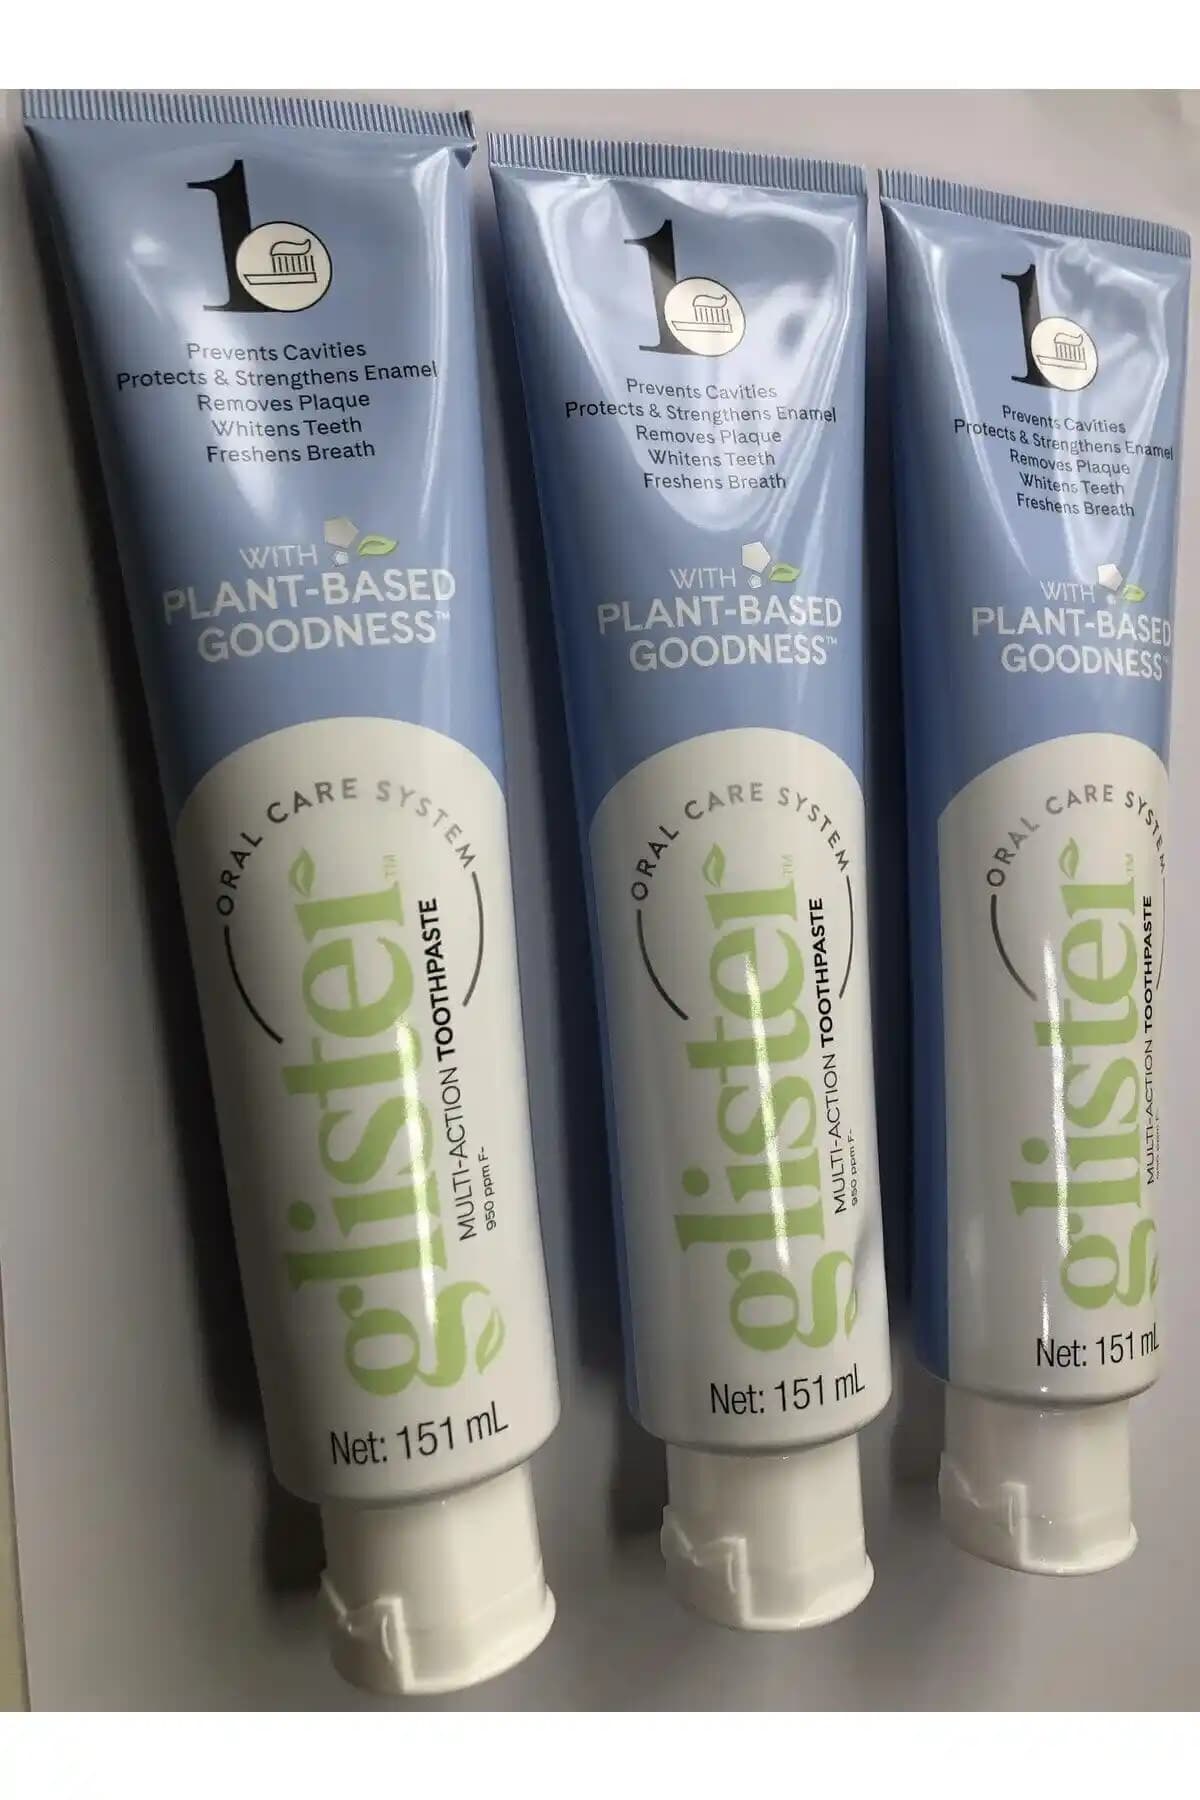 1
Prevents Cavities
Protects & Strengthens Enamel
Removes Plaque
Whitens Teeth
Freshens Breath
WITH
PLANT-BASED
GOODNESS™
ORAL CARE SYSTEM
glister™
MULTI-ACTION TOOTHPASTE
950 ppm F-
Net: 151 mL
1
Prevents Cavities
Protects & Strengthens Enamel
Removes Plaque
Whitens Teeth
Freshens Breath
WITH
PLANT-BASED
GOODNESS™
ORAL CARE SYSTEM
glister™
MULTI-ACTION TOOTHPASTE
950 ppm F-
Net: 151 mL
1
Prevents Cavities
Protects & Strengthens Enamel
Removes Plaque
Whitens Teeth
Freshens Breath
WITH
PLANT-BASED
GOODNESS™
ORAL CARE SYSTEM
glister™
MULTI-ACTION TOOTHPASTE
Net: 151 mL